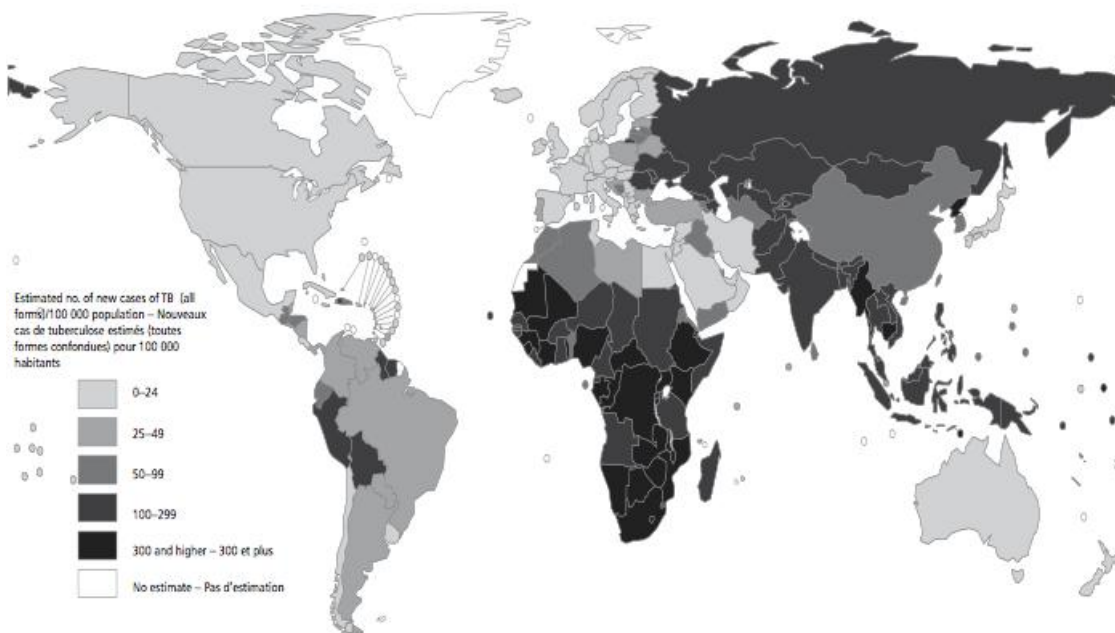 Estimated no. of new cases of TB (all
forms)/100 000 population – Nouveaux
cas de tuberculose estimés (toutes
formes confondues) pour 100 000
habitants
0–24
25–49
50–99
100–299
300 and higher – 300 et plus
No estimate – Pas d'estimation